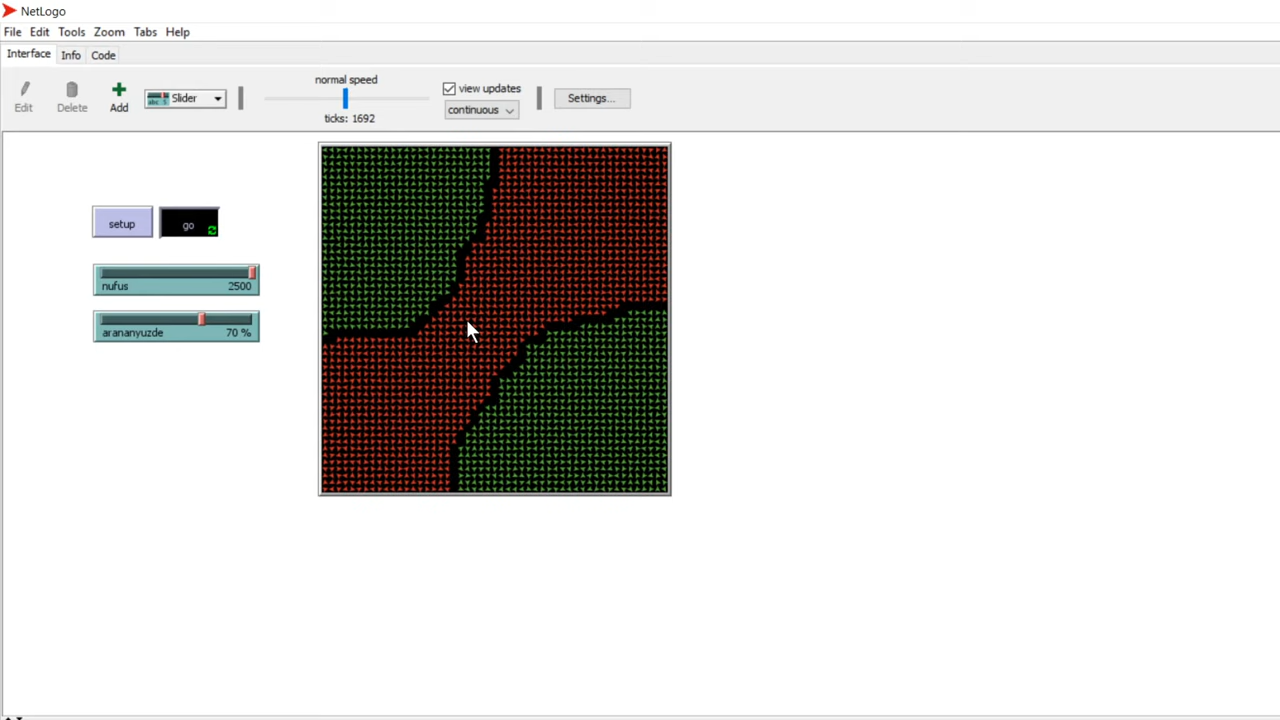 NetLogo
File Edit Tools Zoom Tabs Help
Interface Info Code
normal speed
view updates
Edit Delete Add Slider continuous Settings...
ticks: 1692
setup go
nufus 2500
arananyuzde 70 %